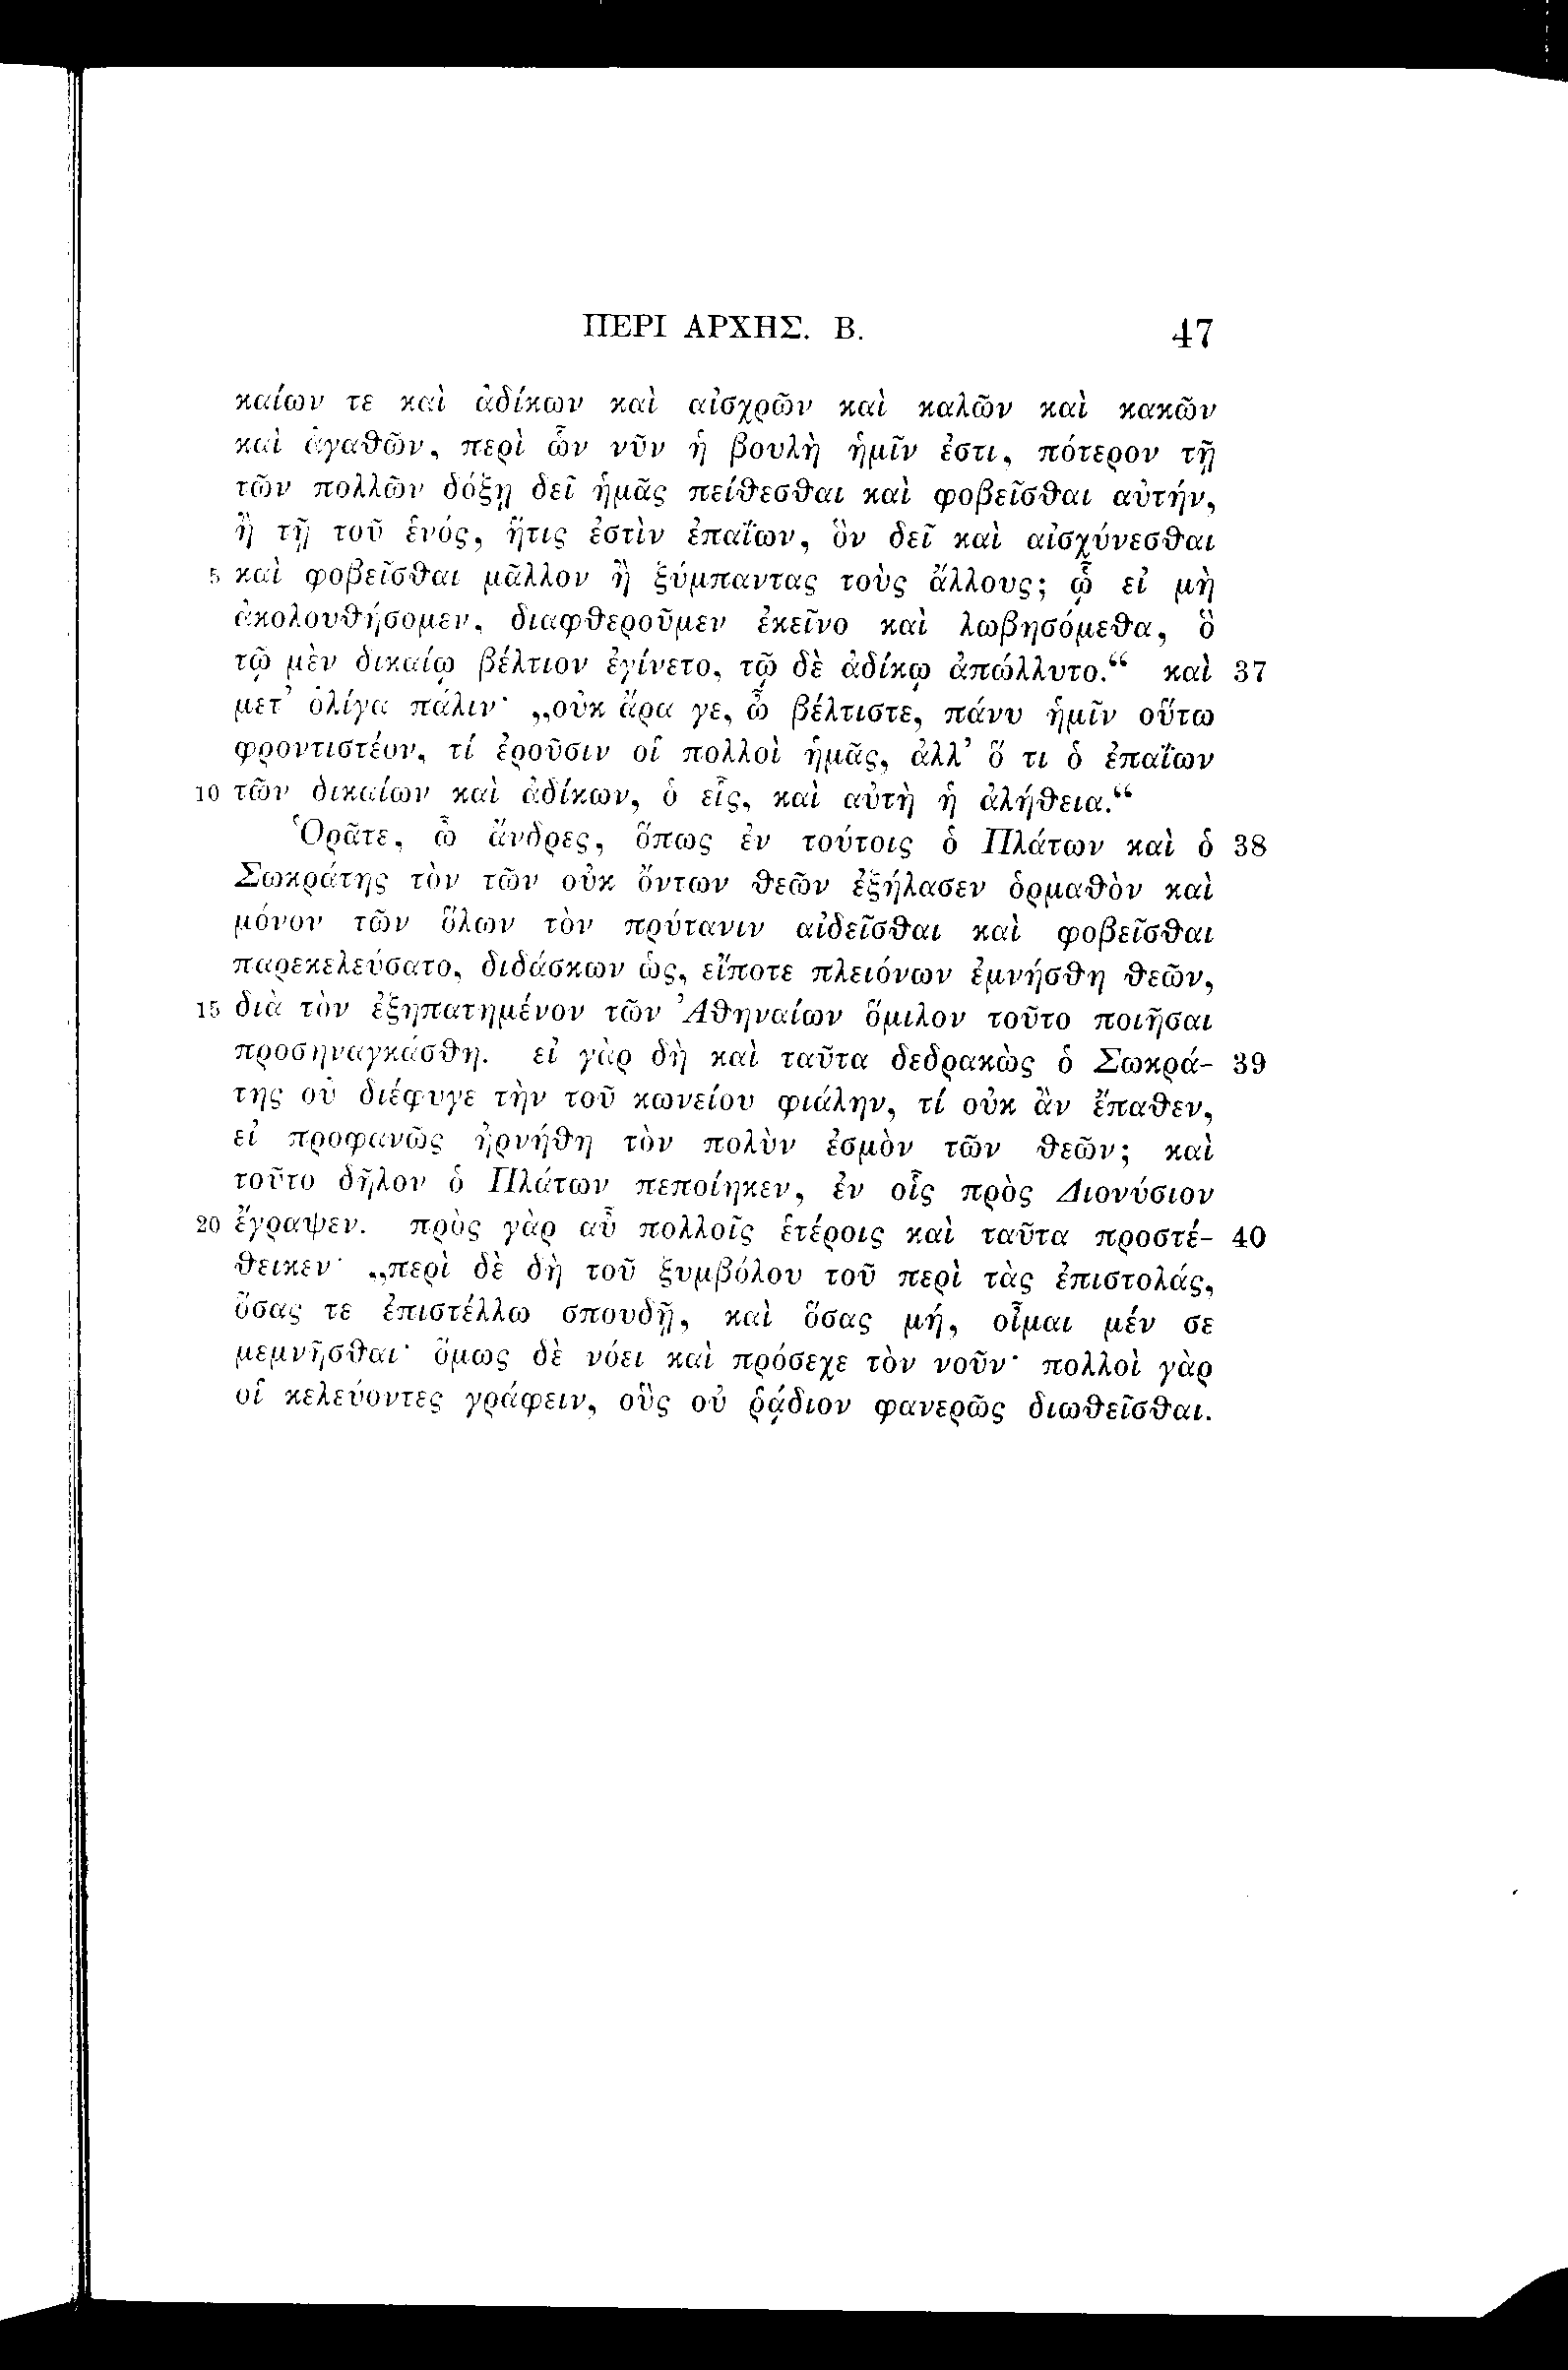 ΠΕΡΙ ΑΡΧΗΣ. Β. 47
καίων τε καὶ ἀδίκων καὶ αἰσχρῶν καὶ καλῶν καὶ κακῶν
καὶ ἀγαθῶν, περὶ ὧν νῦν ἡ βουλὴ ἡμῖν ἐστι, πότερον τῇ
τῶν πολλῶν δόξῃ δεῖ ἡμᾶς πείθεσθαι καὶ φοβεῖσθαι αὐτήν,
ἢ τῇ τοῦ ἑνός, ἥτις ἐστὶν ἐπαΐων, ὃν δεῖ καὶ αἰσχύνεσθαι
5 καὶ φοβεῖσθαι μᾶλλον ἢ ξύμπαντας τοὺς ἄλλους; ᾧ εἰ μὴ
ἀκολουθήσομεν, διαφθεροῦμεν ἐκεῖνο καὶ λωβησόμεθα, ὃ
τῷ μὲν δικαίῳ βέλτιον ἐγίνετο, τῷ δὲ ἀδίκῳ ἀπώλλυτο.“ καὶ 37
μετ’ ὀλίγα πάλιν· „οὐκ ἄρα γε, ὦ βέλτιστε, πάνυ ἡμῖν οὕτω
φροντιστέον, τί ἐροῦσιν οἱ πολλοὶ ἡμᾶς, ἀλλ’ ὅ τι ὁ ἐπαΐων
10 τῶν δικαίων καὶ ἀδίκων, ὁ εἷς, καὶ αὐτὴ ἡ ἀλήθεια.“
Ὁρᾶτε, ὦ ἄνδρες, ὅπως ἐν τούτοις ὁ Πλάτων καὶ ὁ 38
Σωκράτης τὸν τῶν οὐκ ὄντων θεῶν ἐξήλασεν ὁρμαθὸν καὶ
μόνον τῶν ὅλων τὸν πρύτανιν αἰδεῖσθαι καὶ φοβεῖσθαι
παρεκελεύσατο, διδάσκων ὡς, εἴποτε πλειόνων ἐμνήσθη θεῶν,
15 διὰ τὸν ἐξηπατημένον τῶν Ἀθηναίων ὅμιλον τοῦτο ποιῆσαι
προσηναγκάσθη. εἰ γὰρ δὴ καὶ ταῦτα δεδρακὼς ὁ Σωκρά- 39
της οὐ διέφυγε τὴν τοῦ κωνείου φιάλην, τί οὐκ ἂν ἔπαθεν,
εἰ προφανῶς ἠρνήθη τὸν πολὺν ἑσμὸν τῶν θεῶν; καὶ
τοῦτο δῆλον ὁ Πλάτων πεποίηκεν, ἐν οἷς πρὸς Διονύσιον
20 ἔγραψεν. πρὸς γὰρ αὖ πολλοῖς ἑτέροις καὶ ταῦτα προστέ- 40
θεικεν· „περὶ δὲ δὴ τοῦ ξυμβόλου τοῦ περὶ τὰς ἐπιστολάς,
ὅσας τε ἐπιστέλλω σπουδῇ, καὶ ὅσας μή, οἶμαι μέν σε
μεμνῆσθαι· ὅμως δὲ νόει καὶ πρόσεχε τὸν νοῦν· πολλοὶ γὰρ
οἱ κελεύοντες γράφειν, οὓς οὐ ῥᾴδιον φανερῶς διωθεῖσθαι.